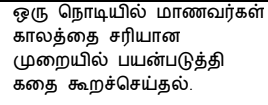 ஒரு நொடியில் மாணவர்கள்
காலத்தை சரியான
முறையில் பயன்படுத்தி
கதை கூறச்செய்தல்.